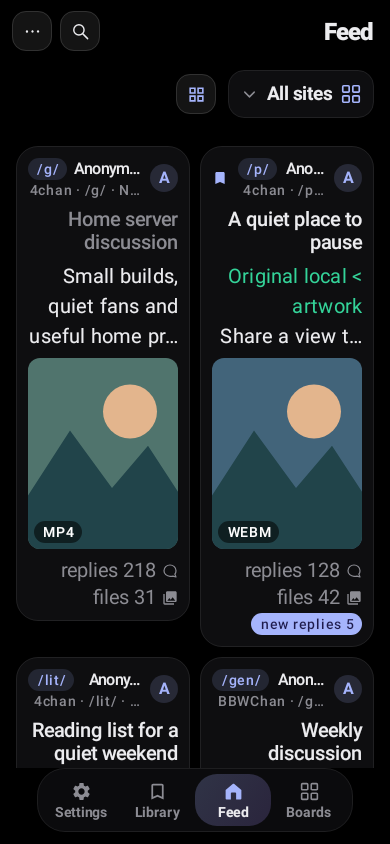 Feed
All sites
/g/ Anonym… A
4chan · /g/ · N…
Home server
discussion
Small builds,
quiet fans and
useful home pr…
MP4
replies 218
files 31
/p/ Ano… A
4chan · /p…
A quiet place to
pause
Original local <
artwork
Share a view t…
WEBM
replies 128
files 42
new replies 5
/lit/ Anony… A
4chan · /lit/ · …
Reading list for a
quiet weekend
/gen/ Anon… A
BBWChan · /g…
Weekly
discussion
Settings
Library
Feed
Boards